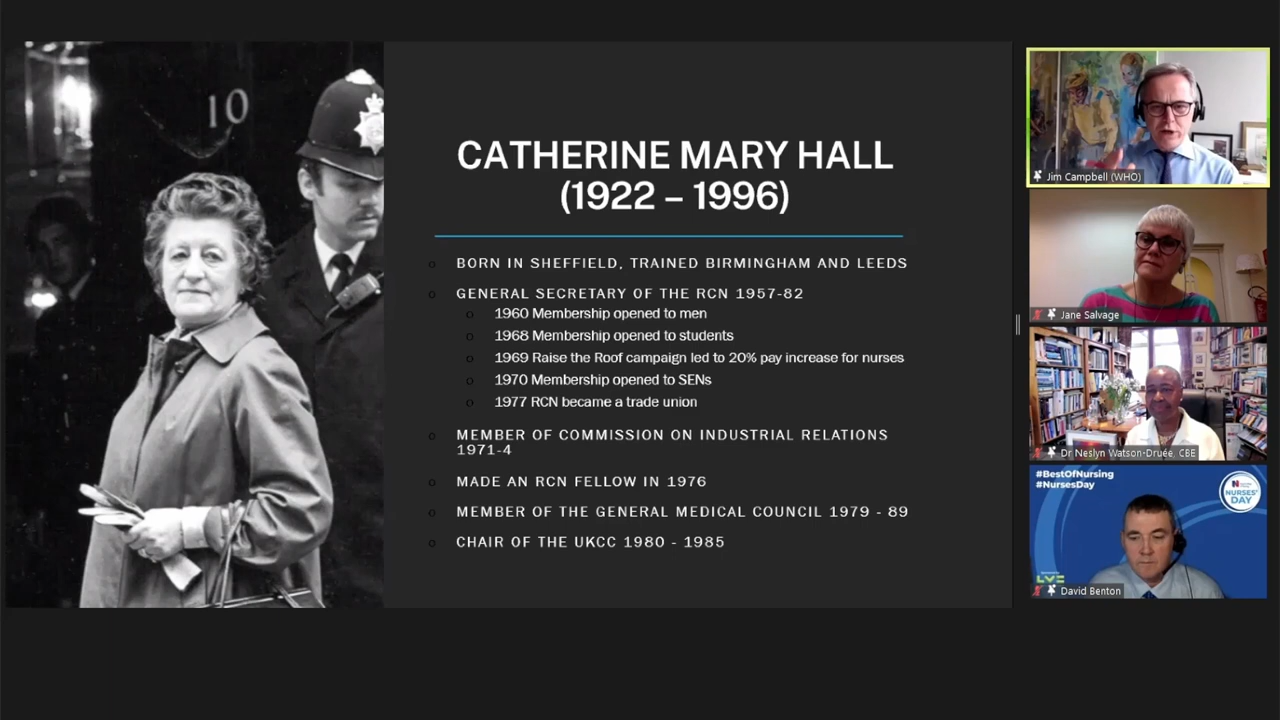 10
CATHERINE MARY HALL
(1922 – 1996)
BORN IN SHEFFIELD, TRAINED BIRMINGHAM AND LEEDS
GENERAL SECRETARY OF THE RCN 1957-82
1960 Membership opened to men
1968 Membership opened to students
1969 Raise the Roof campaign led to 20% pay increase for nurses
1970 Membership opened to SENs
1977 RCN became a trade union
MEMBER OF COMMISSION ON INDUSTRIAL RELATIONS
1971-4
MADE AN RCN FELLOW IN 1976
MEMBER OF THE GENERAL MEDICAL COUNCIL 1979 - 89
CHAIR OF THE UKCC 1980 - 1985
Jim Campbell (WHO)
Jane Salvage
Dr Neslyn Watson-Druée, CBE
#BestOfNursing
#NursesDay
NURSES'
DAY
LVE
David Benton